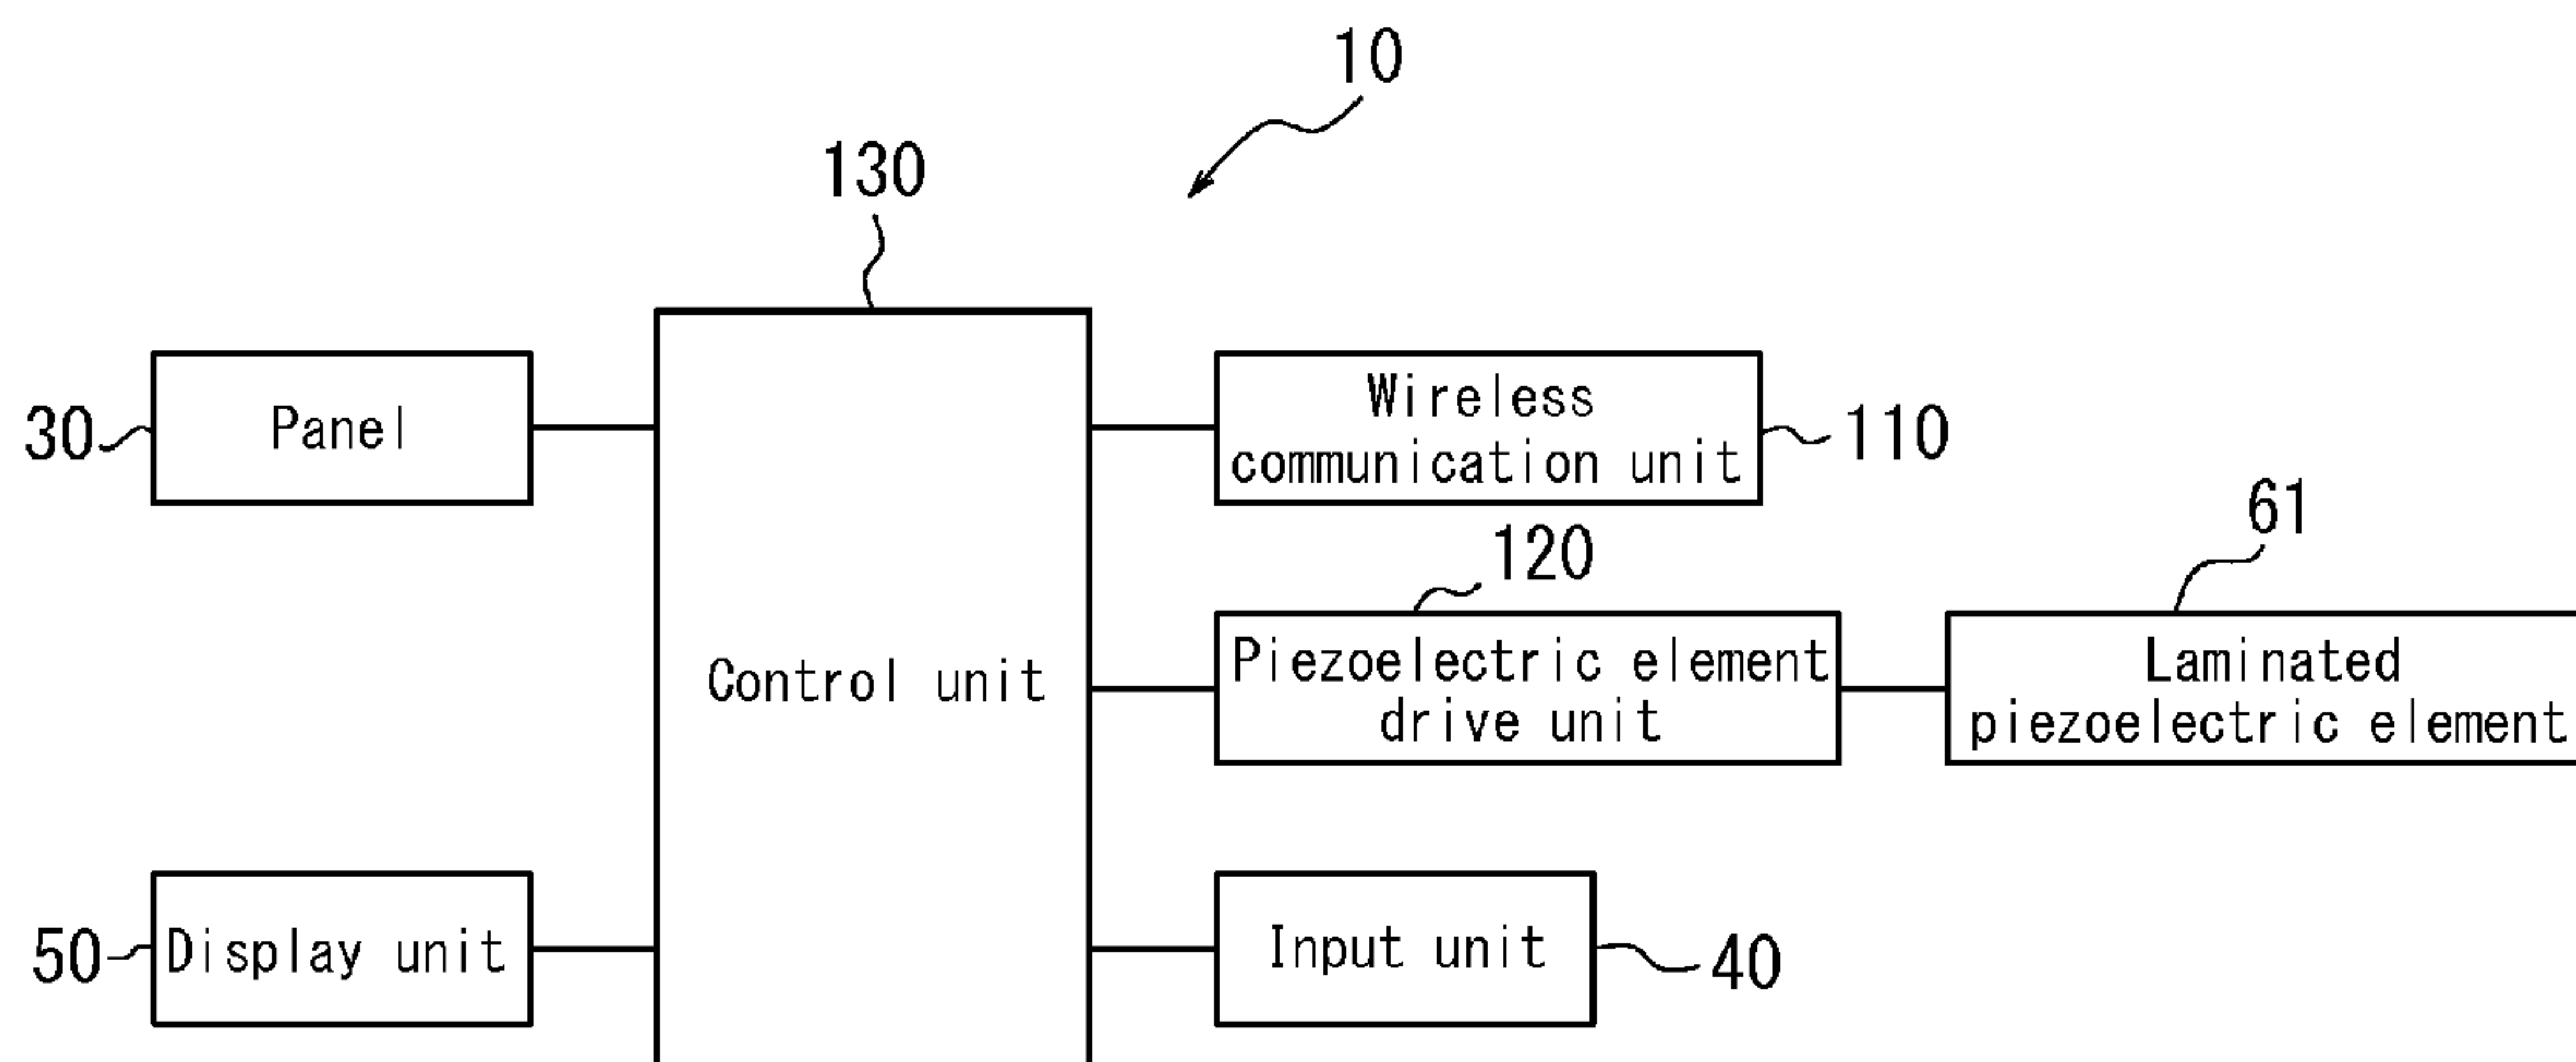 10
130
30
Panel
Wireless
communication unit
110
61
120
Control unit
Piezoelectric element
drive unit
Laminated
piezoelectric element
50
Display unit
Input unit
40